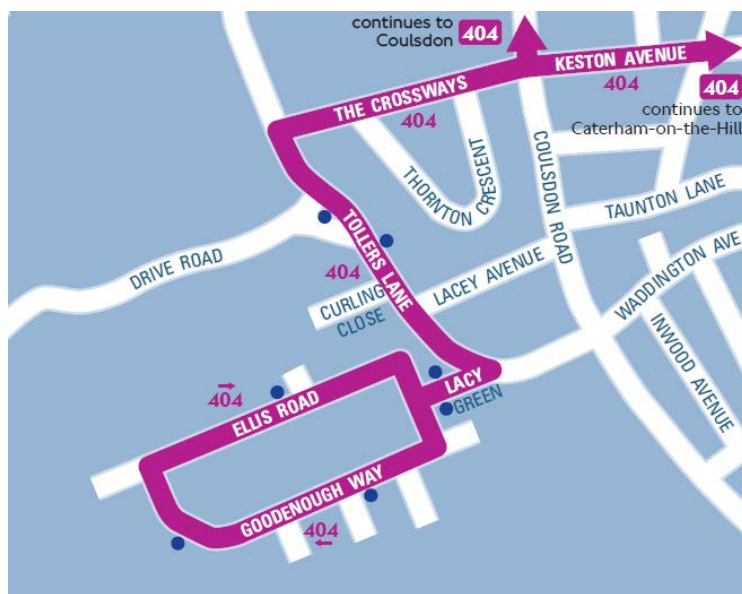 continues to
Coulsdon
404
KESTON AVENUE
404
404
continues to
Caterham-on-the-Hill
THE CROSSWAYS
404
THORNTON CRESCENT
COULSDON ROAD
TAUNTON LANE
DRIVE ROAD
TOLLERS LANE
404
LACEY AVENUE
CURLING
CLOSE
WADDINGTON AVE
INWOOD AVENUE
LACY
GREEN
404
ELLIS ROAD
GOODENOUGH WAY
404